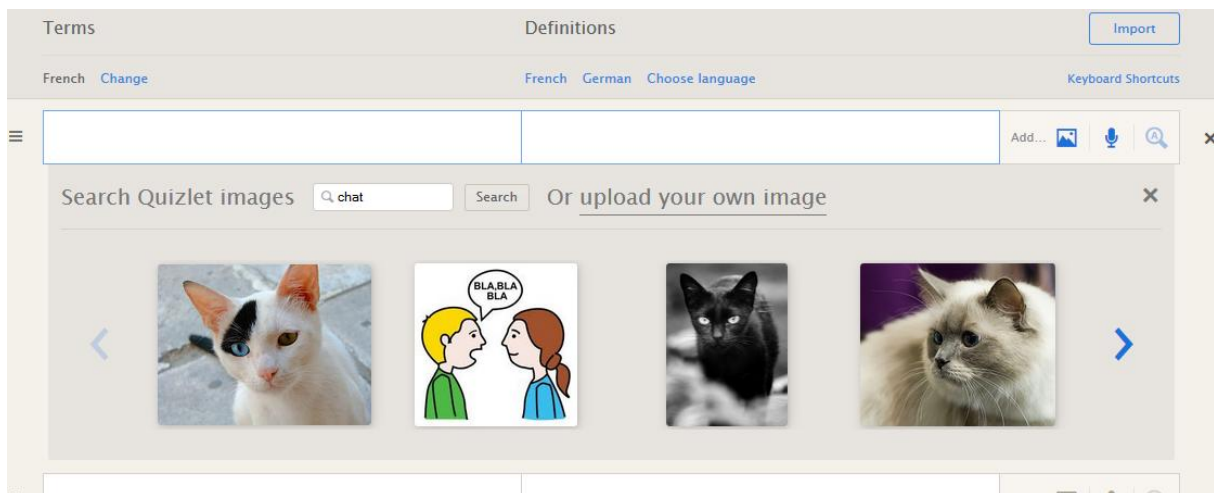 Terms Definitions Import
French Change French German Choose language Keyboard Shortcuts
Add...
Search Quizlet images chat Search Or upload your own image
BLA,BLA
BLA